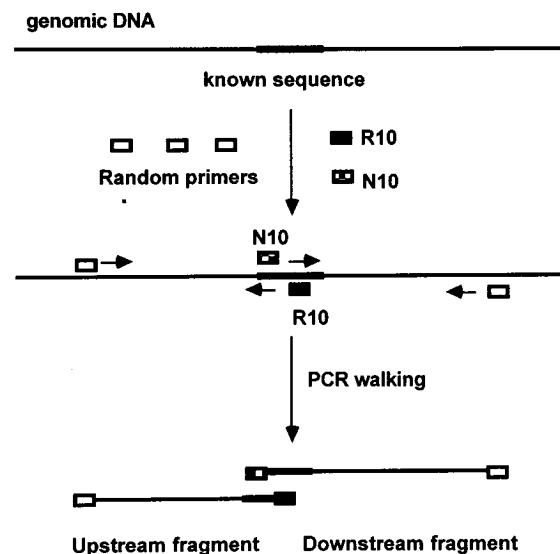 genomic DNA
known sequence
R10
Random primers
N10
N10
R10
PCR walking
Upstream fragment
Downstream fragment